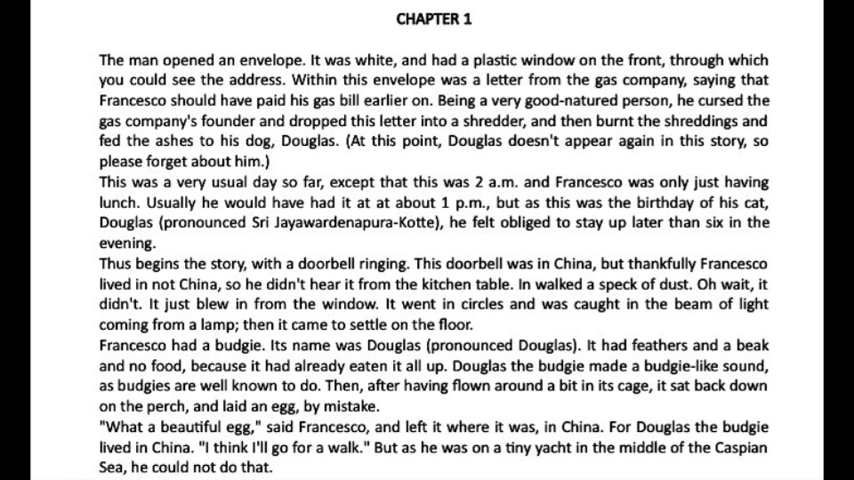 CHAPTER 1
The man opened an envelope. It was white, and had a plastic window on the front, through which
you could see the address. Within this envelope was a letter from the gas company, saying that
Francesco should have paid his gas bill earlier on. Being a very good-natured person, he cursed the
gas company's founder and dropped this letter into a shredder, and then burnt the shreddings and
fed the ashes to his dog, Douglas. (At this point, Douglas doesn't appear again in this story, so
please forget about him.)
This was a very usual day so far, except that this was 2 a.m. and Francesco was only just having
lunch. Usually he would have had it at at about 1 p.m., but as this was the birthday of his cat,
Douglas (pronounced Sri Jayawardenapura-Kotte), he felt obliged to stay up later than six in the
evening.
Thus begins the story, with a doorbell ringing. This doorbell was in China, but thankfully Francesco
lived in not China, so he didn't hear it from the kitchen table. In walked a speck of dust. Oh wait, it
didn't. It just blew in from the window. It went in circles and was caught in the beam of light
coming from a lamp; then it came to settle on the floor.
Francesco had a budgie. Its name was Douglas (pronounced Douglas). It had feathers and a beak
and no food, because it had already eaten it all up. Douglas the budgie made a budgie-like sound,
as budgies are well known to do. Then, after having flown around a bit in its cage, it sat back down
on the perch, and laid an egg, by mistake.
"What a beautiful egg," said Francesco, and left it where it was, in China. For Douglas the budgie
lived in China. "I think I'll go for a walk." But as he was on a tiny yacht in the middle of the Caspian
Sea, he could not do that.